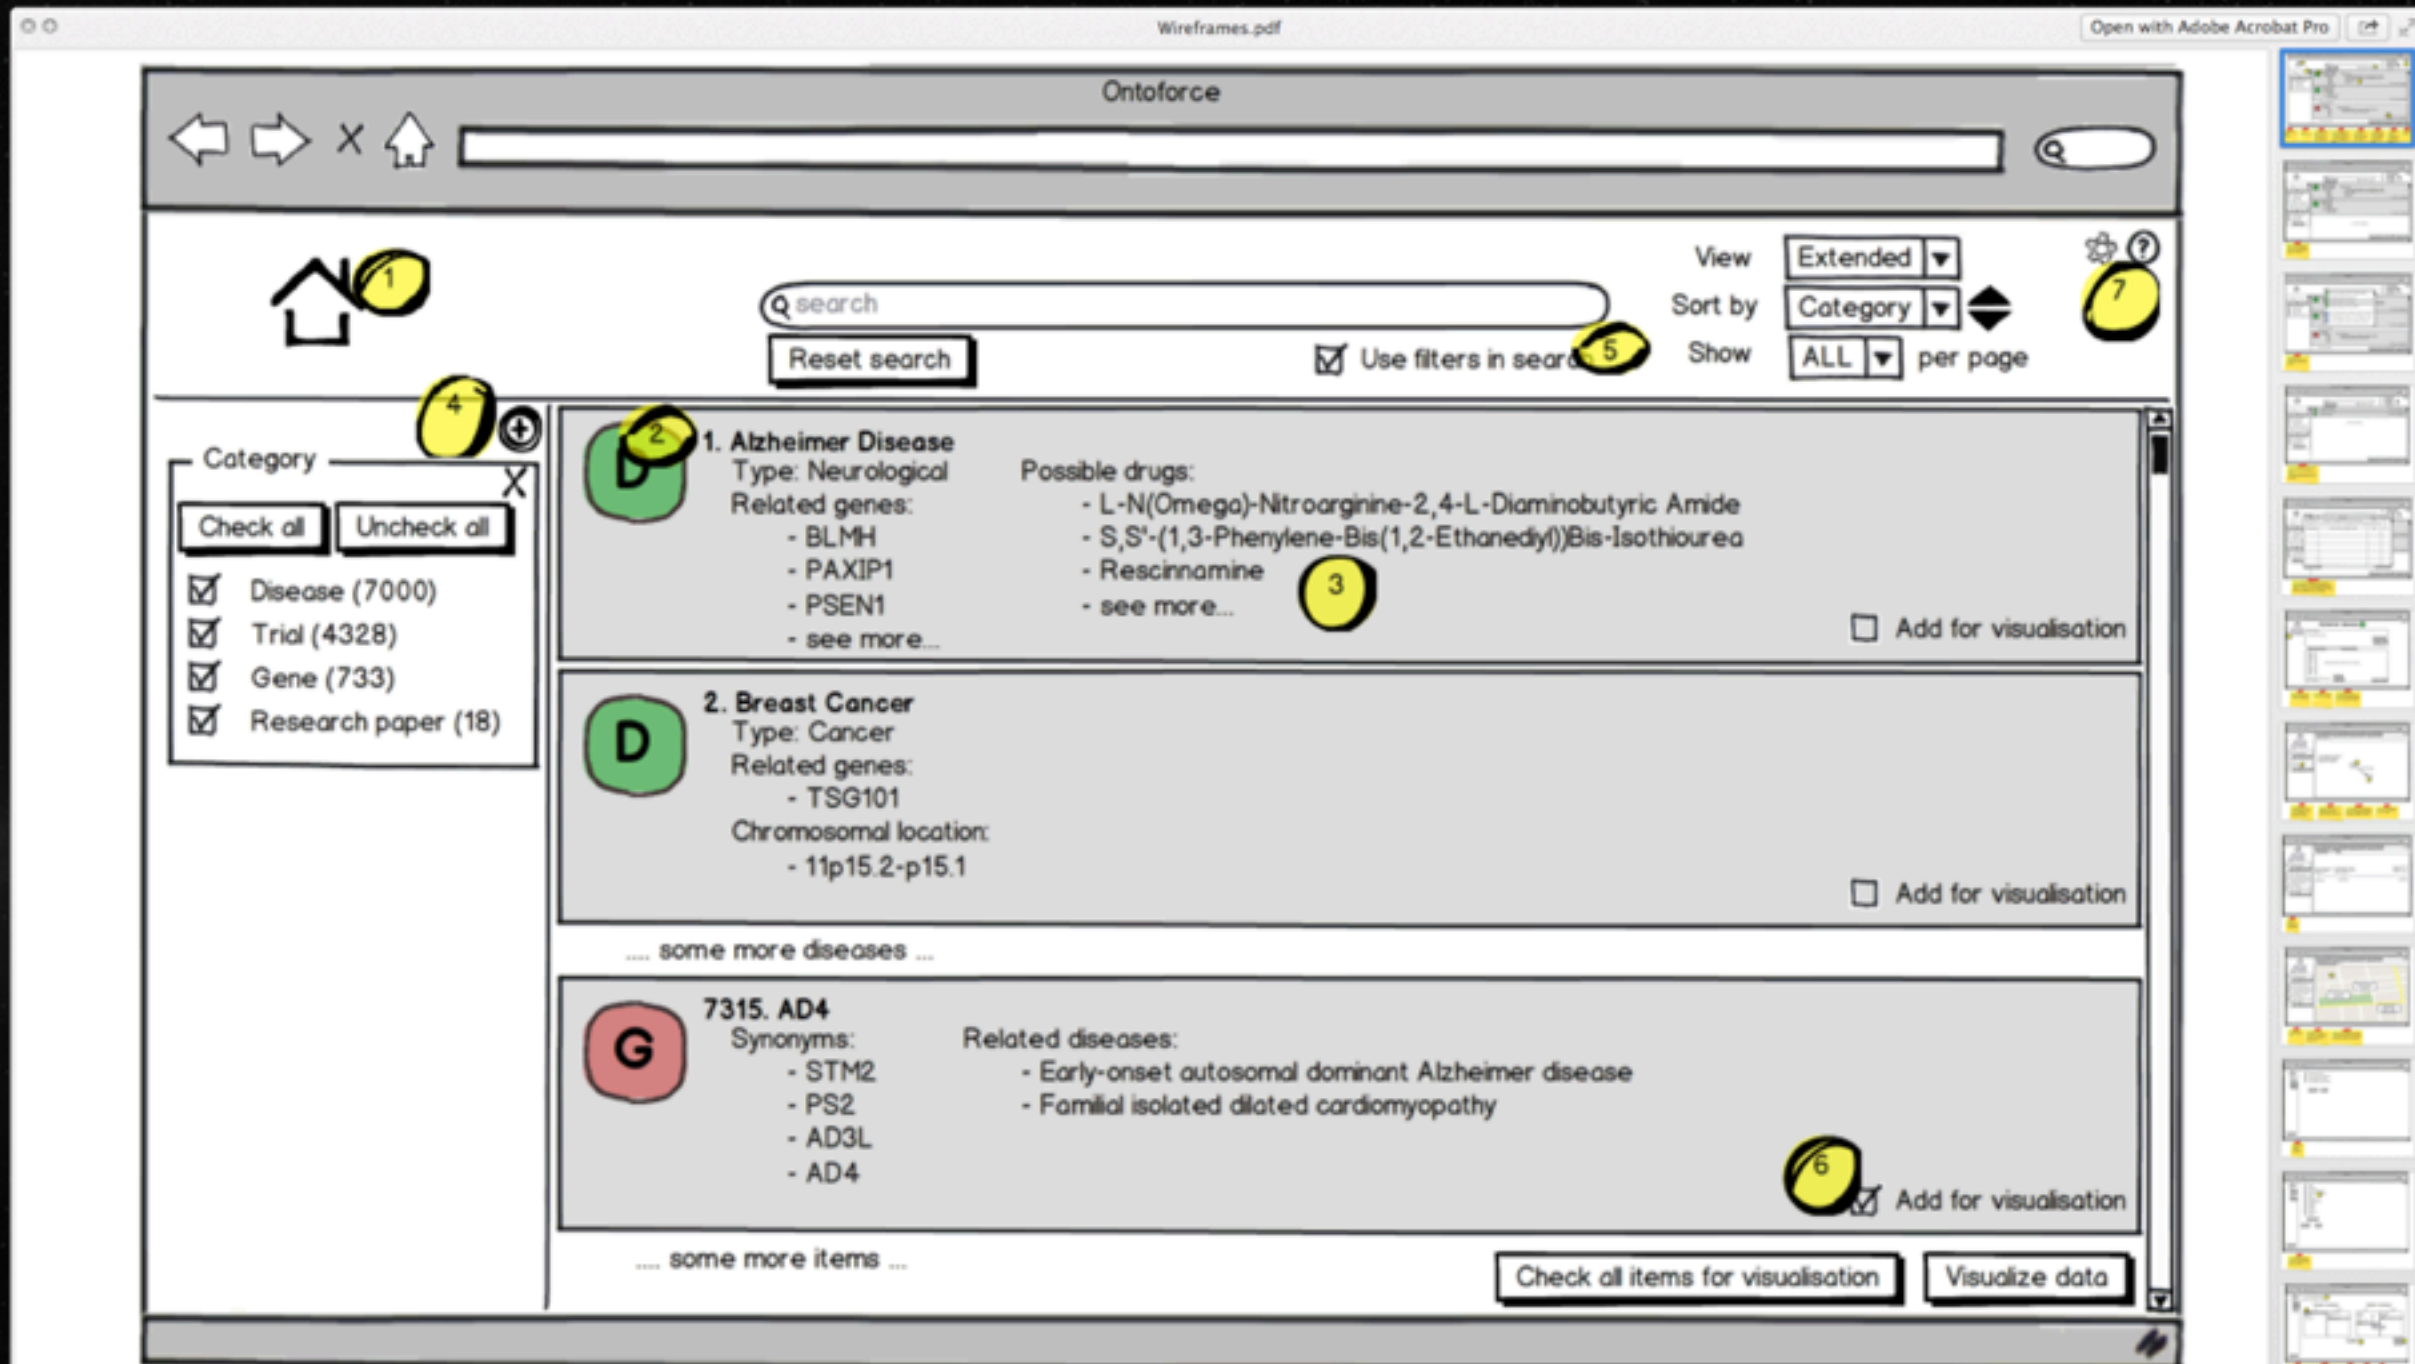 Wireframes.pdf
Open with Adobe Acrobat Pro
Ontoforce
X
1
search
Reset search
Use filters in sear
5
View Extended
Sort by Category
Show ALL per page
?
7
4
Category
X
Check all Uncheck all
Disease (7000)
Trial (4328)
Gene (733)
Research paper (18)
D
2
1. Alzheimer Disease
Type: Neurological
Related genes:
- BLMH
- PAXIP1
- PSEN1
- see more...
Possible drugs:
- L-N(Omega)-Nitroarginine-2,4-L-Diaminobutyric Amide
- S,S'-(1,3-Phenylene-Bis(1,2-Ethanediyl))Bis-Isothiourea
- Rescinnamine
- see more...
3
Add for visualisation
D
2. Breast Cancer
Type: Cancer
Related genes:
- TSG101
Chromosomal location:
- 11p15.2-p15.1
Add for visualisation
.... some more diseases ...
G
7315. AD4
Synonyms:
- STM2
- PS2
- AD3L
- AD4
Related diseases:
- Early-onset autosomal dominant Alzheimer disease
- Familial isolated dilated cardiomyopathy
6
Add for visualisation
.... some more items ...
Check all items for visualisation
Visualize data